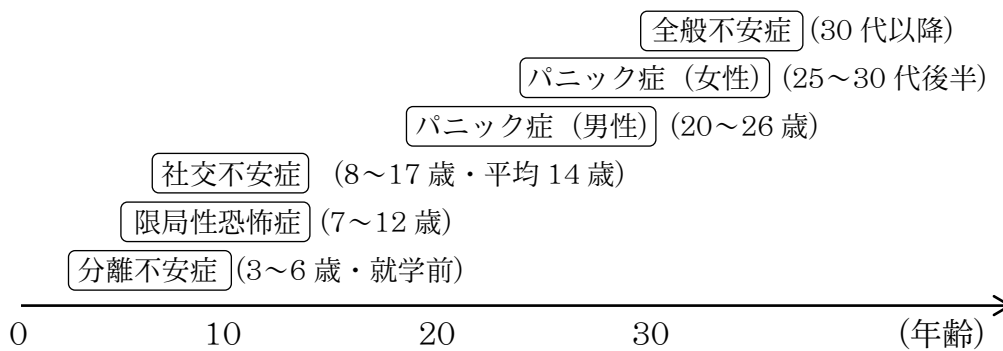 全般不安症 (30 代以降)
パニック症 (女性) (25～30 代後半)
パニック症 (男性) (20～26 歳)
社交不安症 (8～17 歳・平均 14 歳)
限局性恐怖症 (7～12 歳)
分離不安症 (3～6 歳・就学前)
0 10 20 30 (年齢)